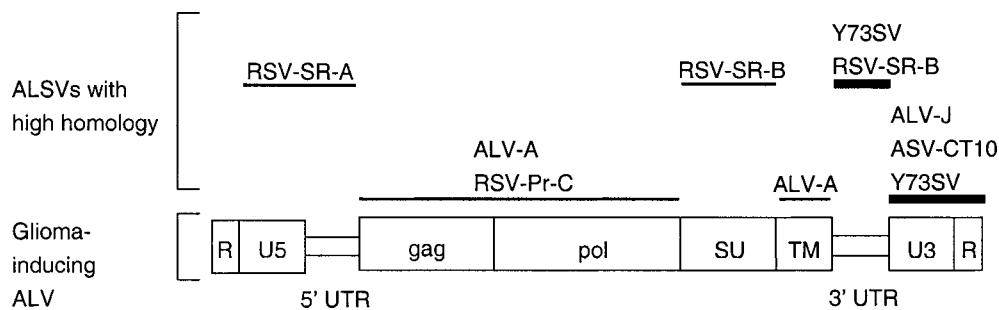 ALSVs with
high homology
RSV-SR-A
RSV-SR-B
Y73SV
RSV-SR-B
ALV-A
RSV-Pr-C
ALV-A
ALV-J
ASV-CT10
Y73SV
Glioma-
inducing
ALV
R
U5
gag
pol
SU
TM
U3
R
5' UTR
3' UTR